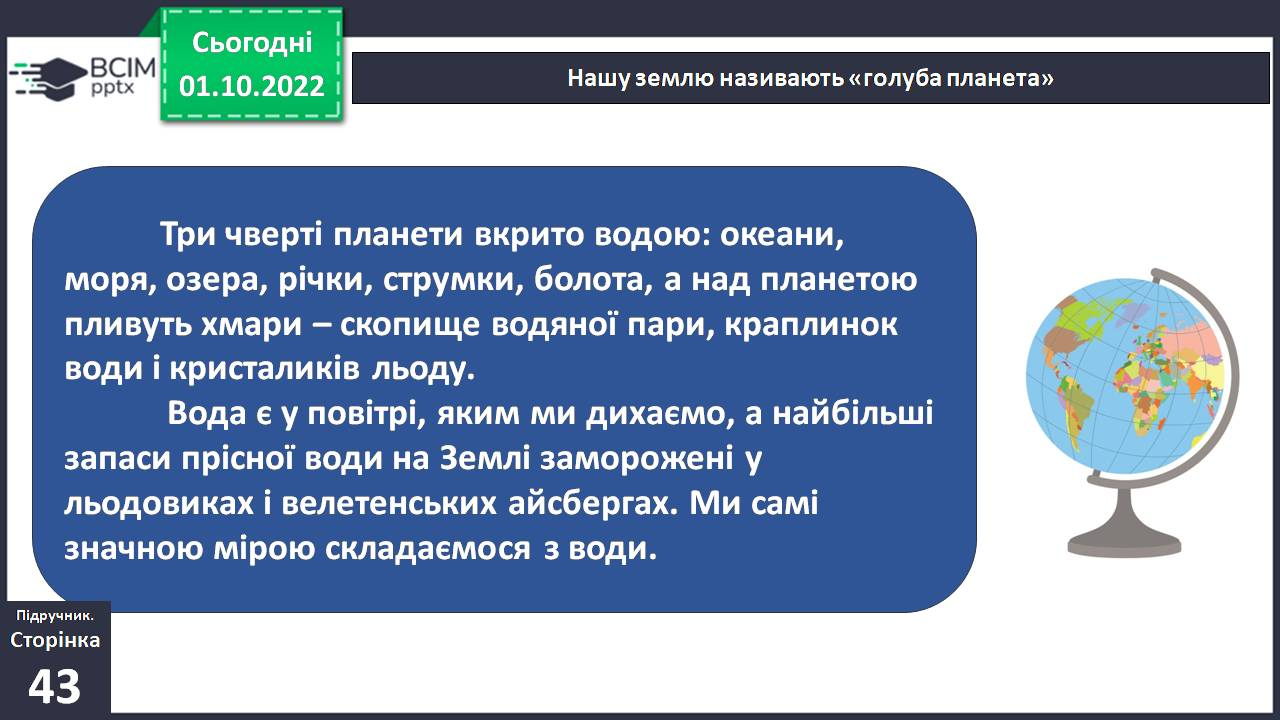 ВСІМ
pptx
Сьогодні
01.10.2022
Нашу землю називають «голуба планета»
Три чверті планети вкрито водою: океани,
моря, озера, річки, струмки, болота, а над планетою
пливуть хмари – скопище водяної пари, краплинок
води і кристаликів льоду.
Вода є у повітрі, яким ми дихаємо, а найбільші
запаси прісної води на Землі заморожені у
льодовиках і велетенських айсбергах. Ми самі
значною мірою складаємося з води.
Підручник.
Сторінка
43